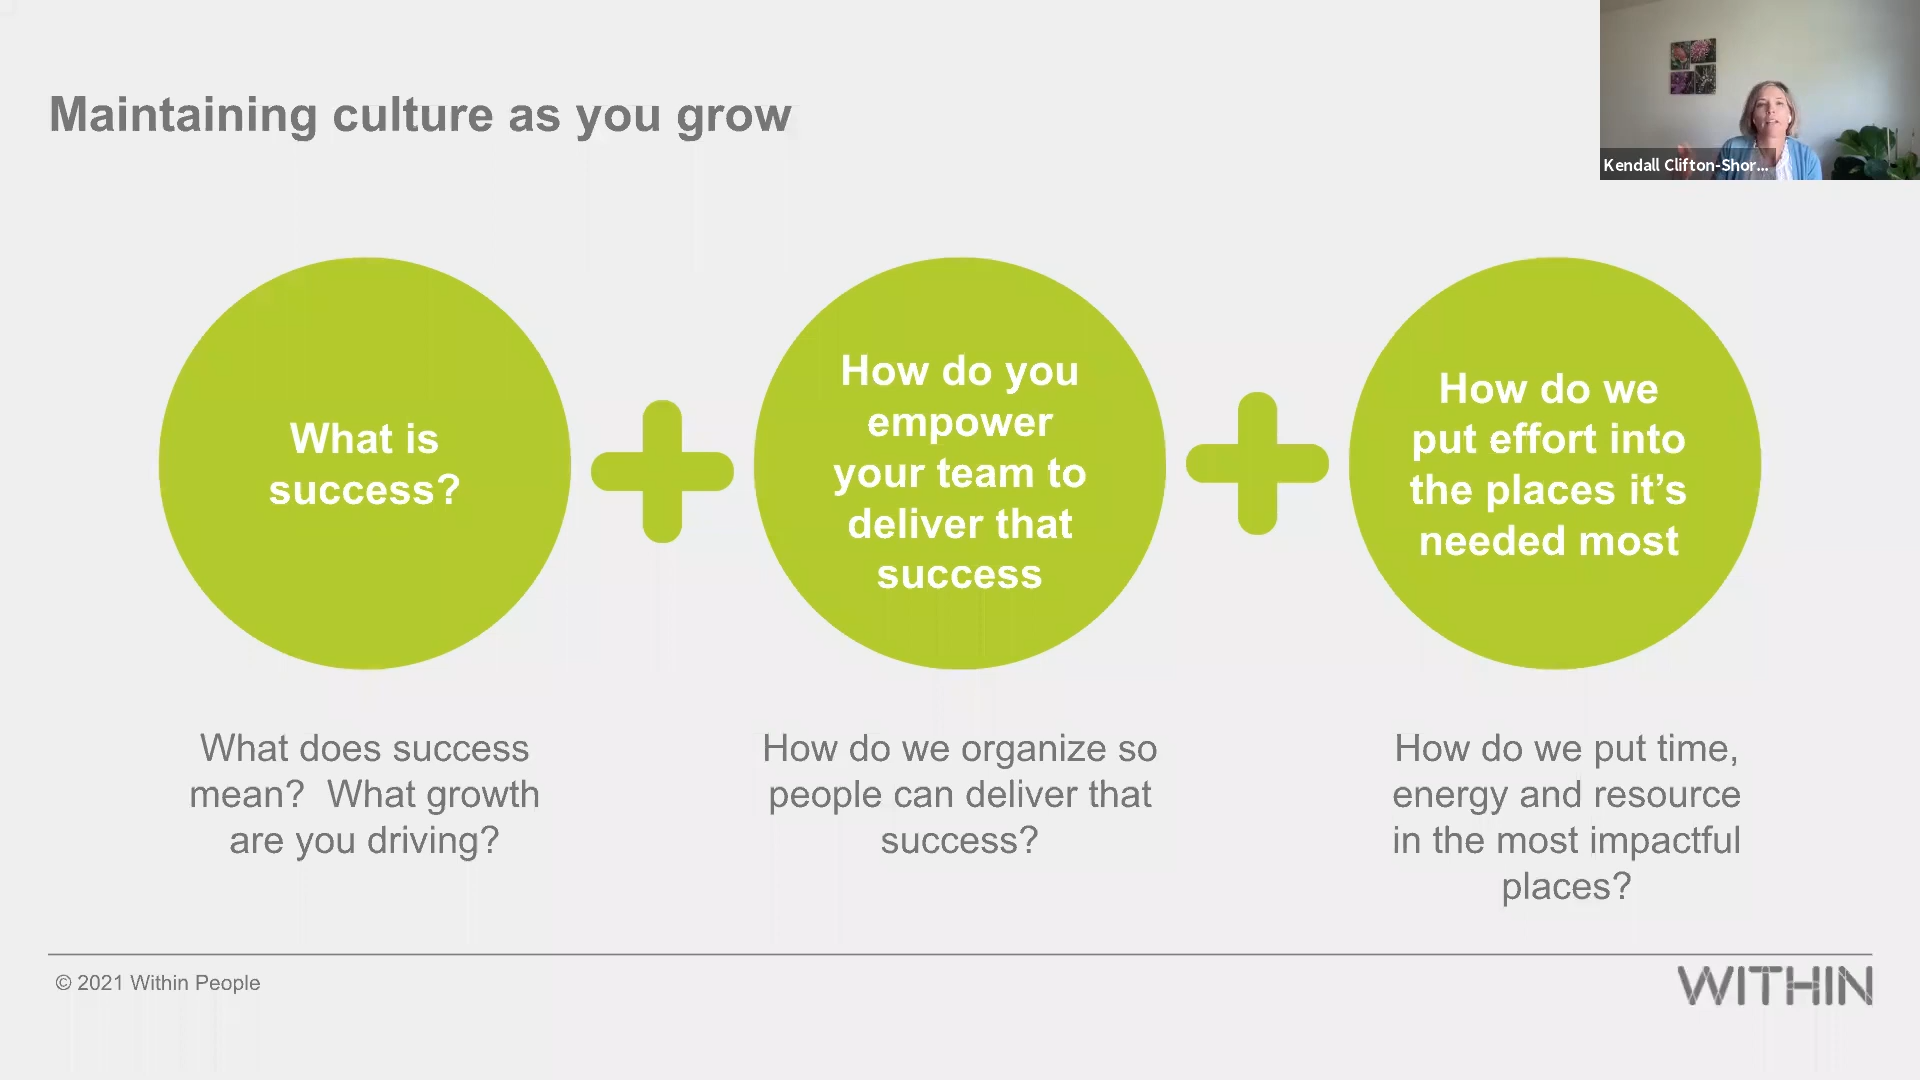 Maintaining culture as you grow
Kendall Clifton-Shor...
What is
success?
How do you
empower
your team to
deliver that
success
How do we
put effort into
the places it’s
needed most
What does success
mean?  What growth
are you driving?
How do we organize so
people can deliver that
success?
How do we put time,
energy and resource
in the most impactful
places?
© 2021 Within People
WITHIN